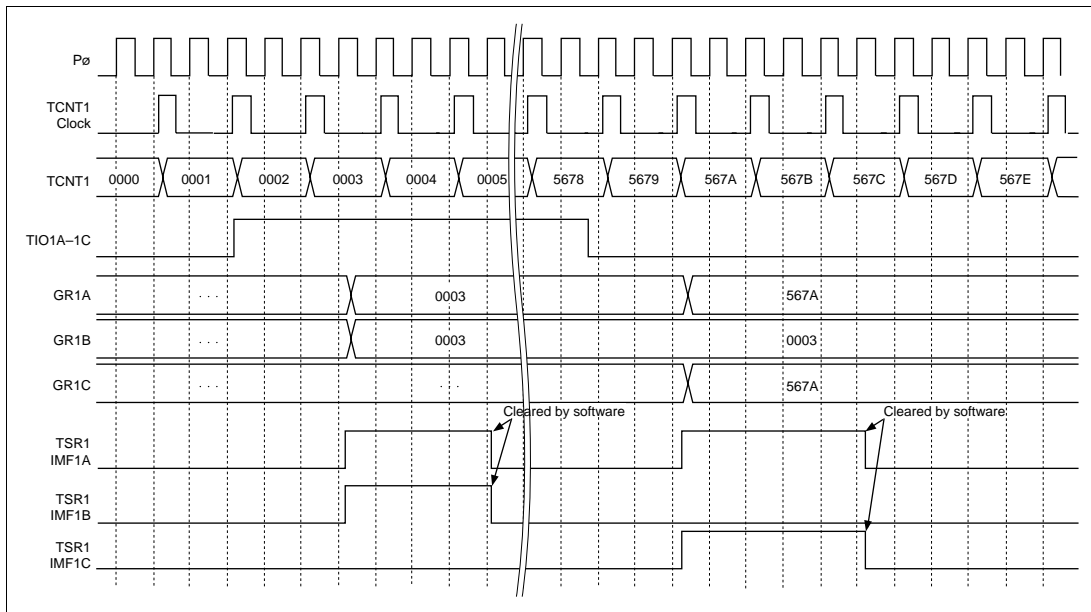 Pø
TCNT1
Clock
TCNT1 0000 0001 0002 0003 0004 0005 5678 5679 567A 567B 567C 567D 567E
TIO1A–1C
GR1A . . . 0003 567A
GR1B . . . 0003 0003
GR1C . . . . . . 567A
Cleared by software Cleared by software
TSR1
IMF1A
TSR1
IMF1B
TSR1
IMF1C